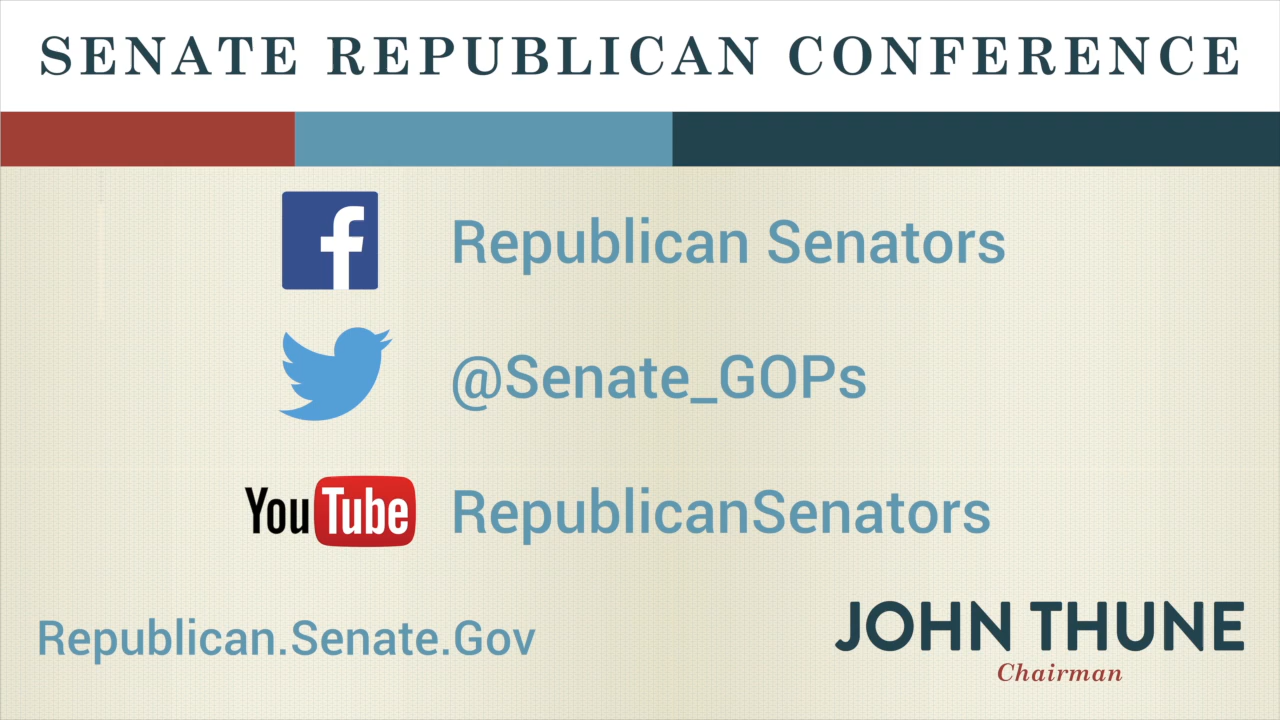 SENATE REPUBLICAN CONFERENCE
f Republican Senators
@Senate_GOPs
YouTube RepublicanSenators
Republican.Senate.Gov
JOHN THUNE
Chairman